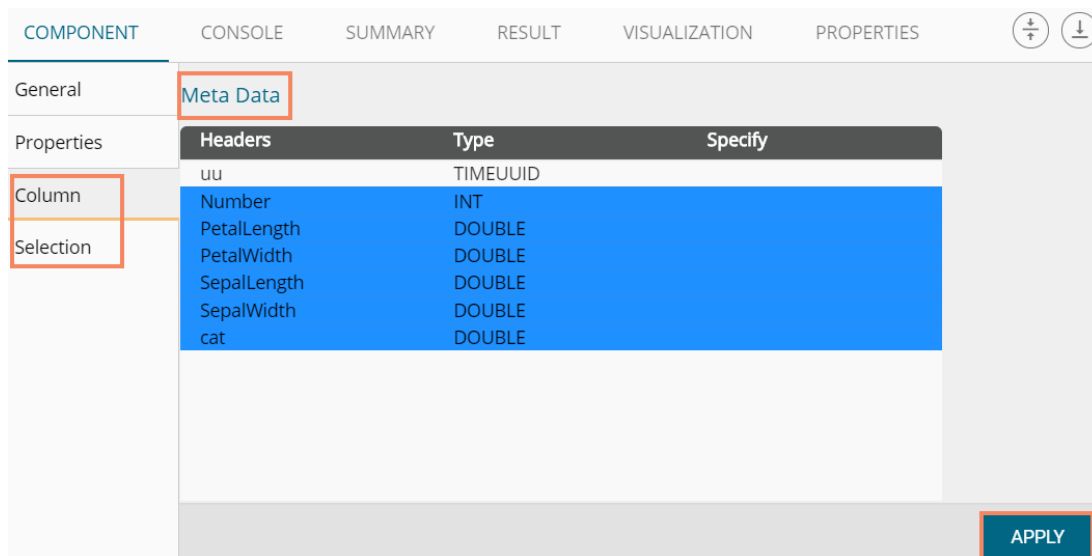 COMPONENT CONSOLE SUMMARY RESULT VISUALIZATION PROPERTIES
General
Properties
Column
Selection
Meta Data
Headers Type Specify
uu TIMEUUID
Number INT
PetalLength DOUBLE
PetalWidth DOUBLE
SepalLength DOUBLE
SepalWidth DOUBLE
cat DOUBLE
APPLY